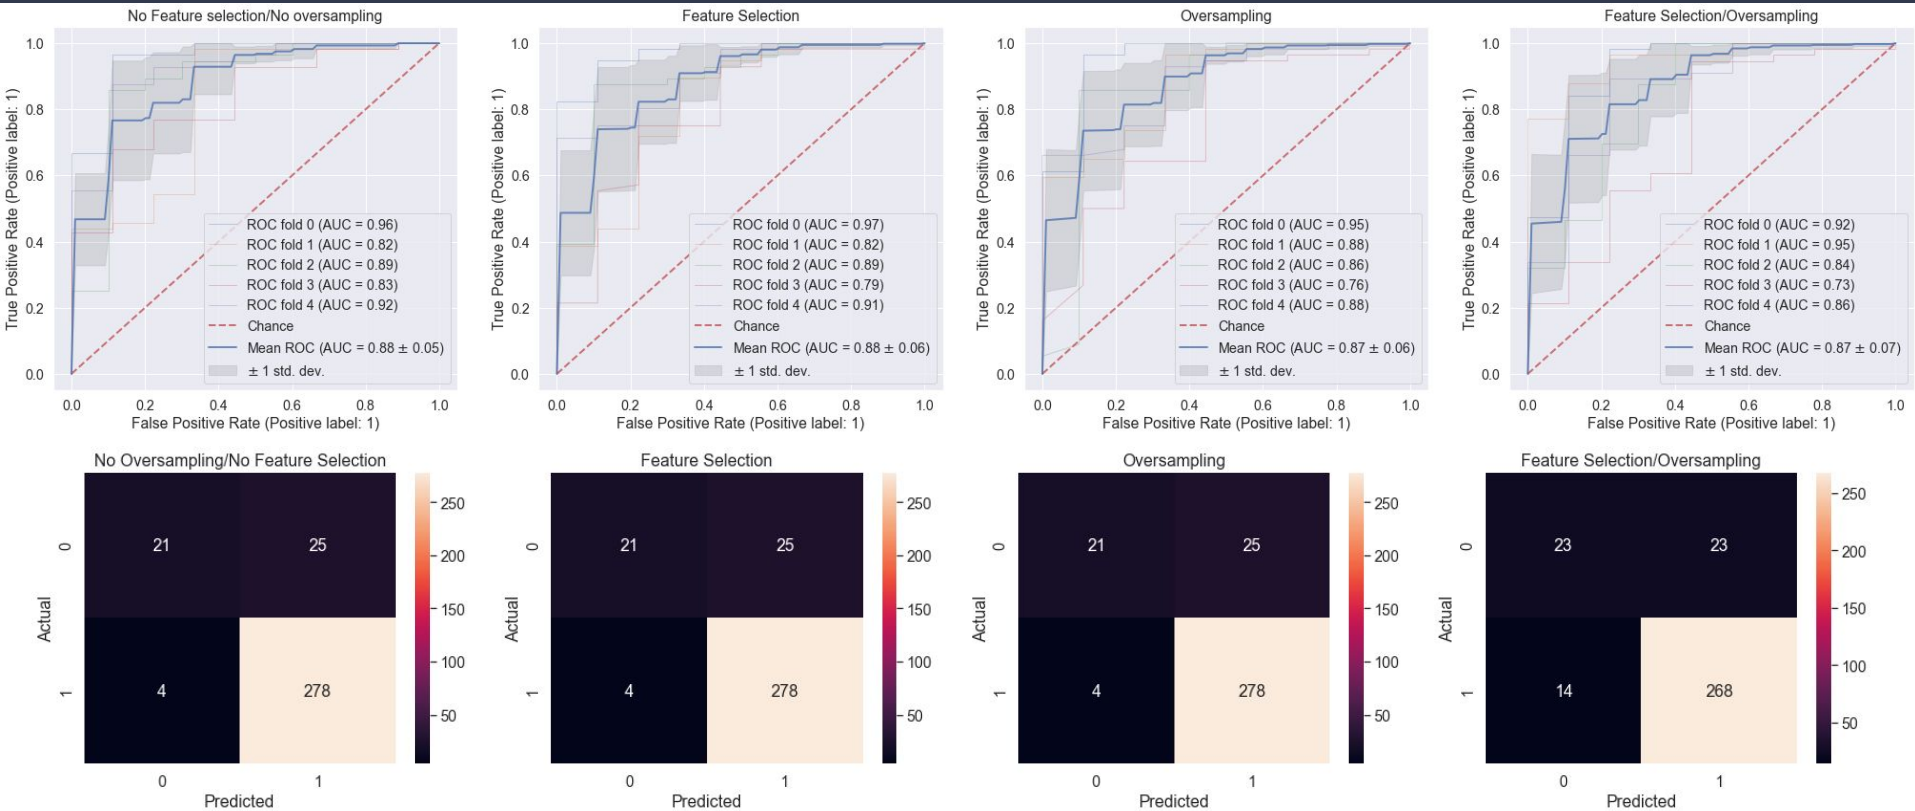 No Feature selection/No oversampling
1.0
0.8
0.6
0.4
0.2
0.0
True Positive Rate (Positive label: 1)
ROC fold 0 (AUC = 0.96)
ROC fold 1 (AUC = 0.82)
ROC fold 2 (AUC = 0.89)
ROC fold 3 (AUC = 0.83)
ROC fold 4 (AUC = 0.92)
Chance
Mean ROC (AUC = 0.88 ± 0.05)
± 1 std. dev.
0.0 0.2 0.4 0.6 0.8 1.0
False Positive Rate (Positive label: 1)
Feature Selection
1.0
0.8
0.6
0.4
0.2
0.0
True Positive Rate (Positive label: 1)
ROC fold 0 (AUC = 0.97)
ROC fold 1 (AUC = 0.82)
ROC fold 2 (AUC = 0.89)
ROC fold 3 (AUC = 0.79)
ROC fold 4 (AUC = 0.91)
Chance
Mean ROC (AUC = 0.88 ± 0.06)
± 1 std. dev.
0.0 0.2 0.4 0.6 0.8 1.0
False Positive Rate (Positive label: 1)
Oversampling
1.0
0.8
0.6
0.4
0.2
0.0
True Positive Rate (Positive label: 1)
ROC fold 0 (AUC = 0.95)
ROC fold 1 (AUC = 0.88)
ROC fold 2 (AUC = 0.86)
ROC fold 3 (AUC = 0.76)
ROC fold 4 (AUC = 0.88)
Chance
Mean ROC (AUC = 0.87 ± 0.06)
± 1 std. dev.
0.0 0.2 0.4 0.6 0.8 1.0
False Positive Rate (Positive label: 1)
Feature Selection/Oversampling
1.0
0.8
0.6
0.4
0.2
0.0
True Positive Rate (Positive label: 1)
ROC fold 0 (AUC = 0.92)
ROC fold 1 (AUC = 0.95)
ROC fold 2 (AUC = 0.84)
ROC fold 3 (AUC = 0.73)
ROC fold 4 (AUC = 0.86)
Chance
Mean ROC (AUC = 0.87 ± 0.07)
± 1 std. dev.
0.0 0.2 0.4 0.6 0.8 1.0
False Positive Rate (Positive label: 1)
No Oversampling/No Feature Selection
Actual
0 21 25
1 4 278
0 1
Predicted
250
200
150
100
50
Feature Selection
Actual
0 21 25
1 4 278
0 1
Predicted
250
200
150
100
50
Oversampling
Actual
0 21 25
1 4 278
0 1
Predicted
250
200
150
100
50
Feature Selection/Oversampling
Actual
0 23 23
1 14 268
0 1
Predicted
250
200
150
100
50